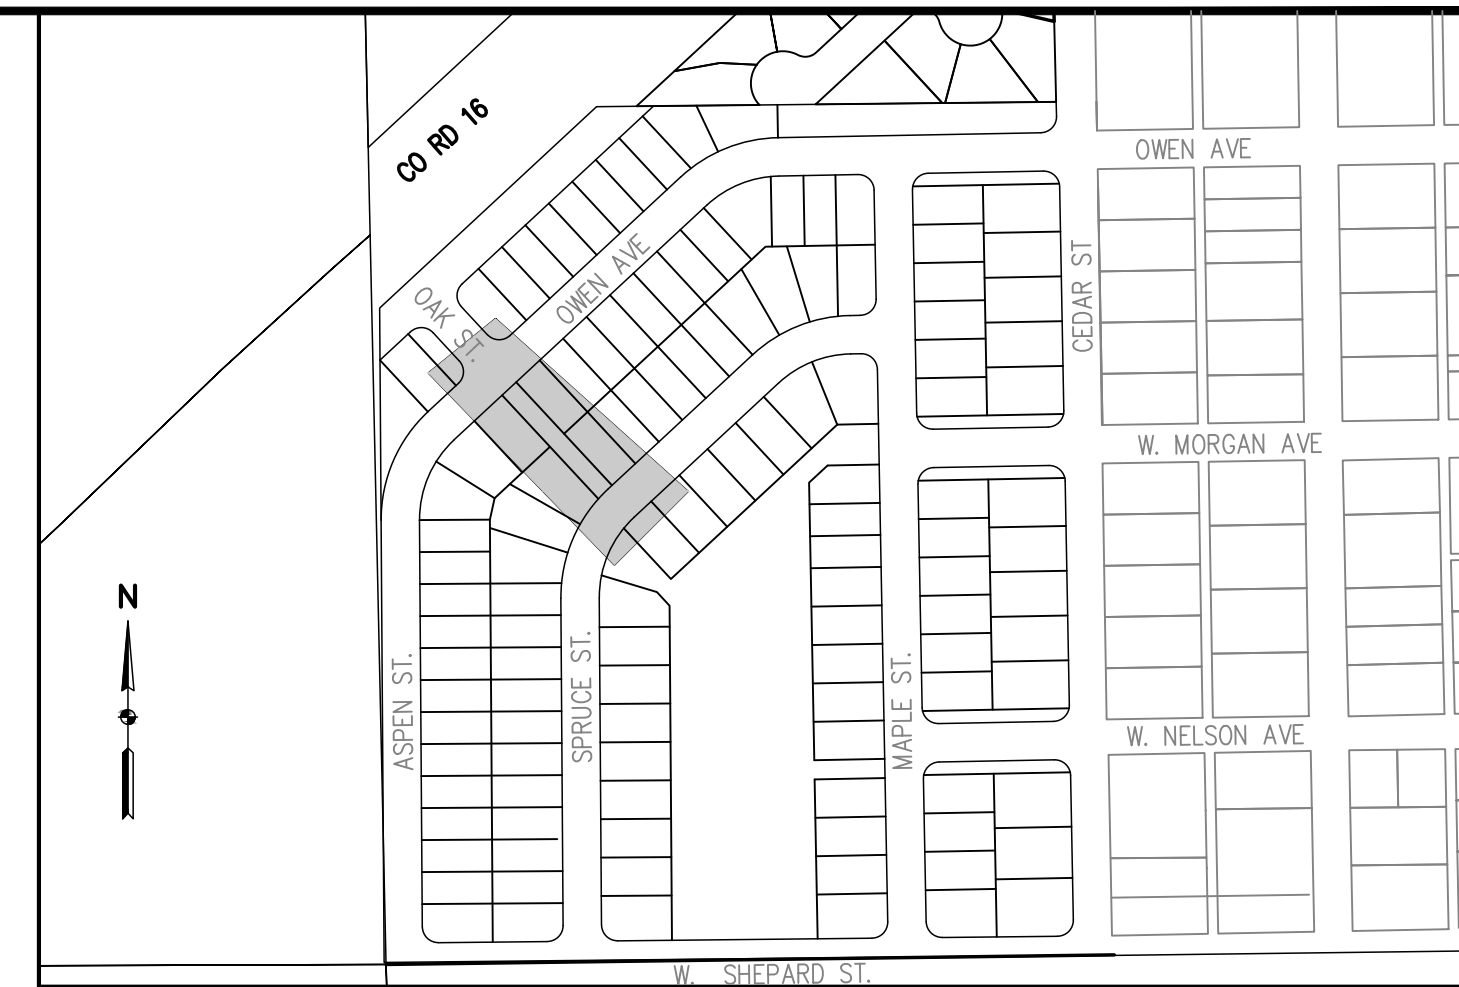 CO RD 16
OWEN AVE
OAK ST.
OWEN AVE
CEDAR ST
W. MORGAN AVE
N
ASPEN ST.
SPRUCE ST.
MAPLE ST.
W. NELSON AVE
W. SHEPARD ST.